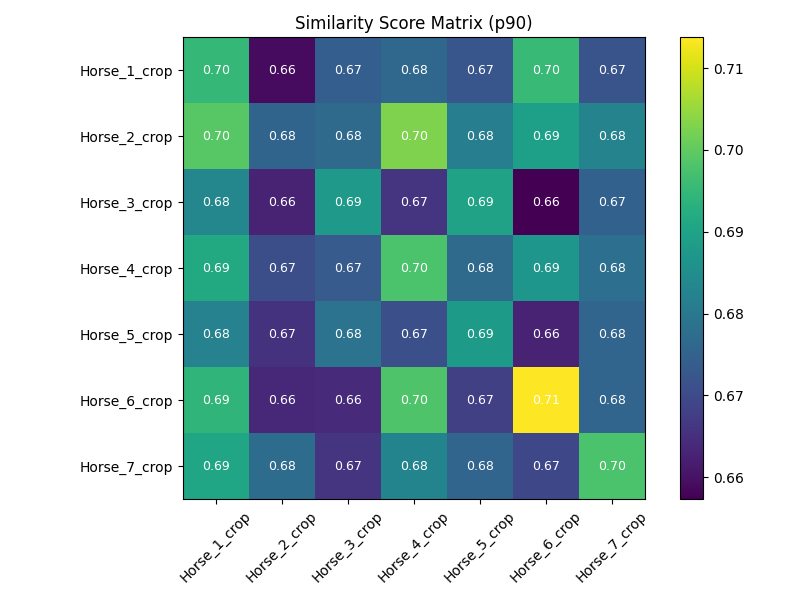 Similarity Score Matrix (p90)
Horse_1_crop 0.70 0.66 0.67 0.68 0.67 0.70 0.67
Horse_2_crop 0.70 0.68 0.68 0.70 0.68 0.69 0.68
Horse_3_crop 0.68 0.66 0.69 0.67 0.69 0.66 0.67
Horse_4_crop 0.69 0.67 0.67 0.70 0.68 0.69 0.68
Horse_5_crop 0.68 0.67 0.68 0.67 0.69 0.66 0.68
Horse_6_crop 0.69 0.66 0.66 0.70 0.67 0.71 0.68
Horse_7_crop 0.69 0.68 0.67 0.68 0.68 0.67 0.70
Horse_1_crop Horse_2_crop Horse_3_crop Horse_4_crop Horse_5_crop Horse_6_crop Horse_7_crop
0.71
0.70
0.69
0.68
0.67
0.66